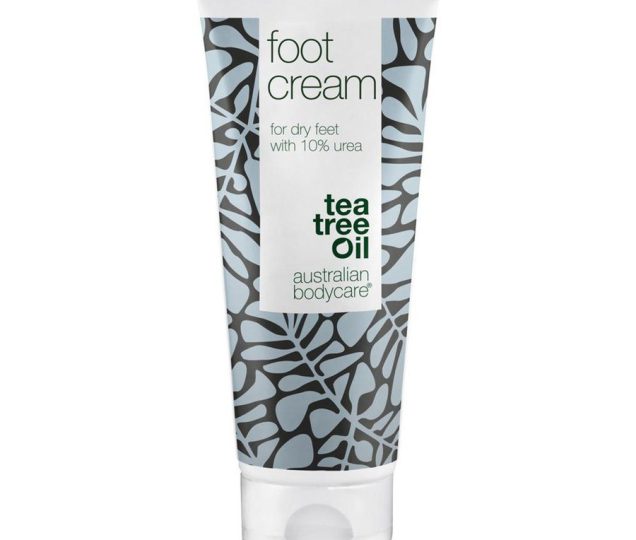 foot
cream
for dry feet
with 10% urea
tea
tree
oil
australian
bodycare®